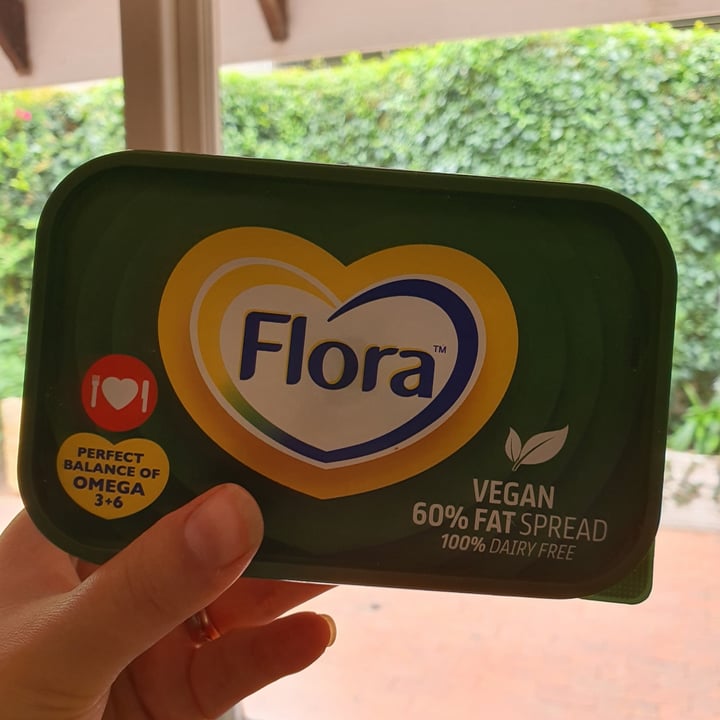 Flora™
PERFECT
BALANCE OF
OMEGA
3+6
VEGAN
60% FAT SPREAD
100% DAIRY FREE